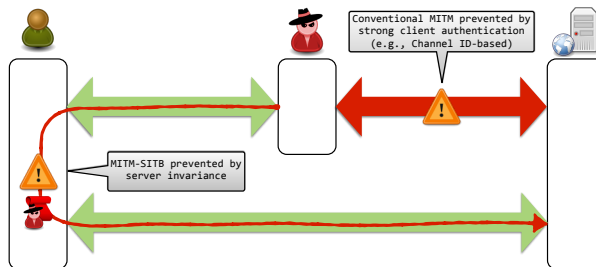 Conventional MITM prevented by
strong client authentication
(e.g., Channel ID-based)
MITM-SITB prevented by
server invariance